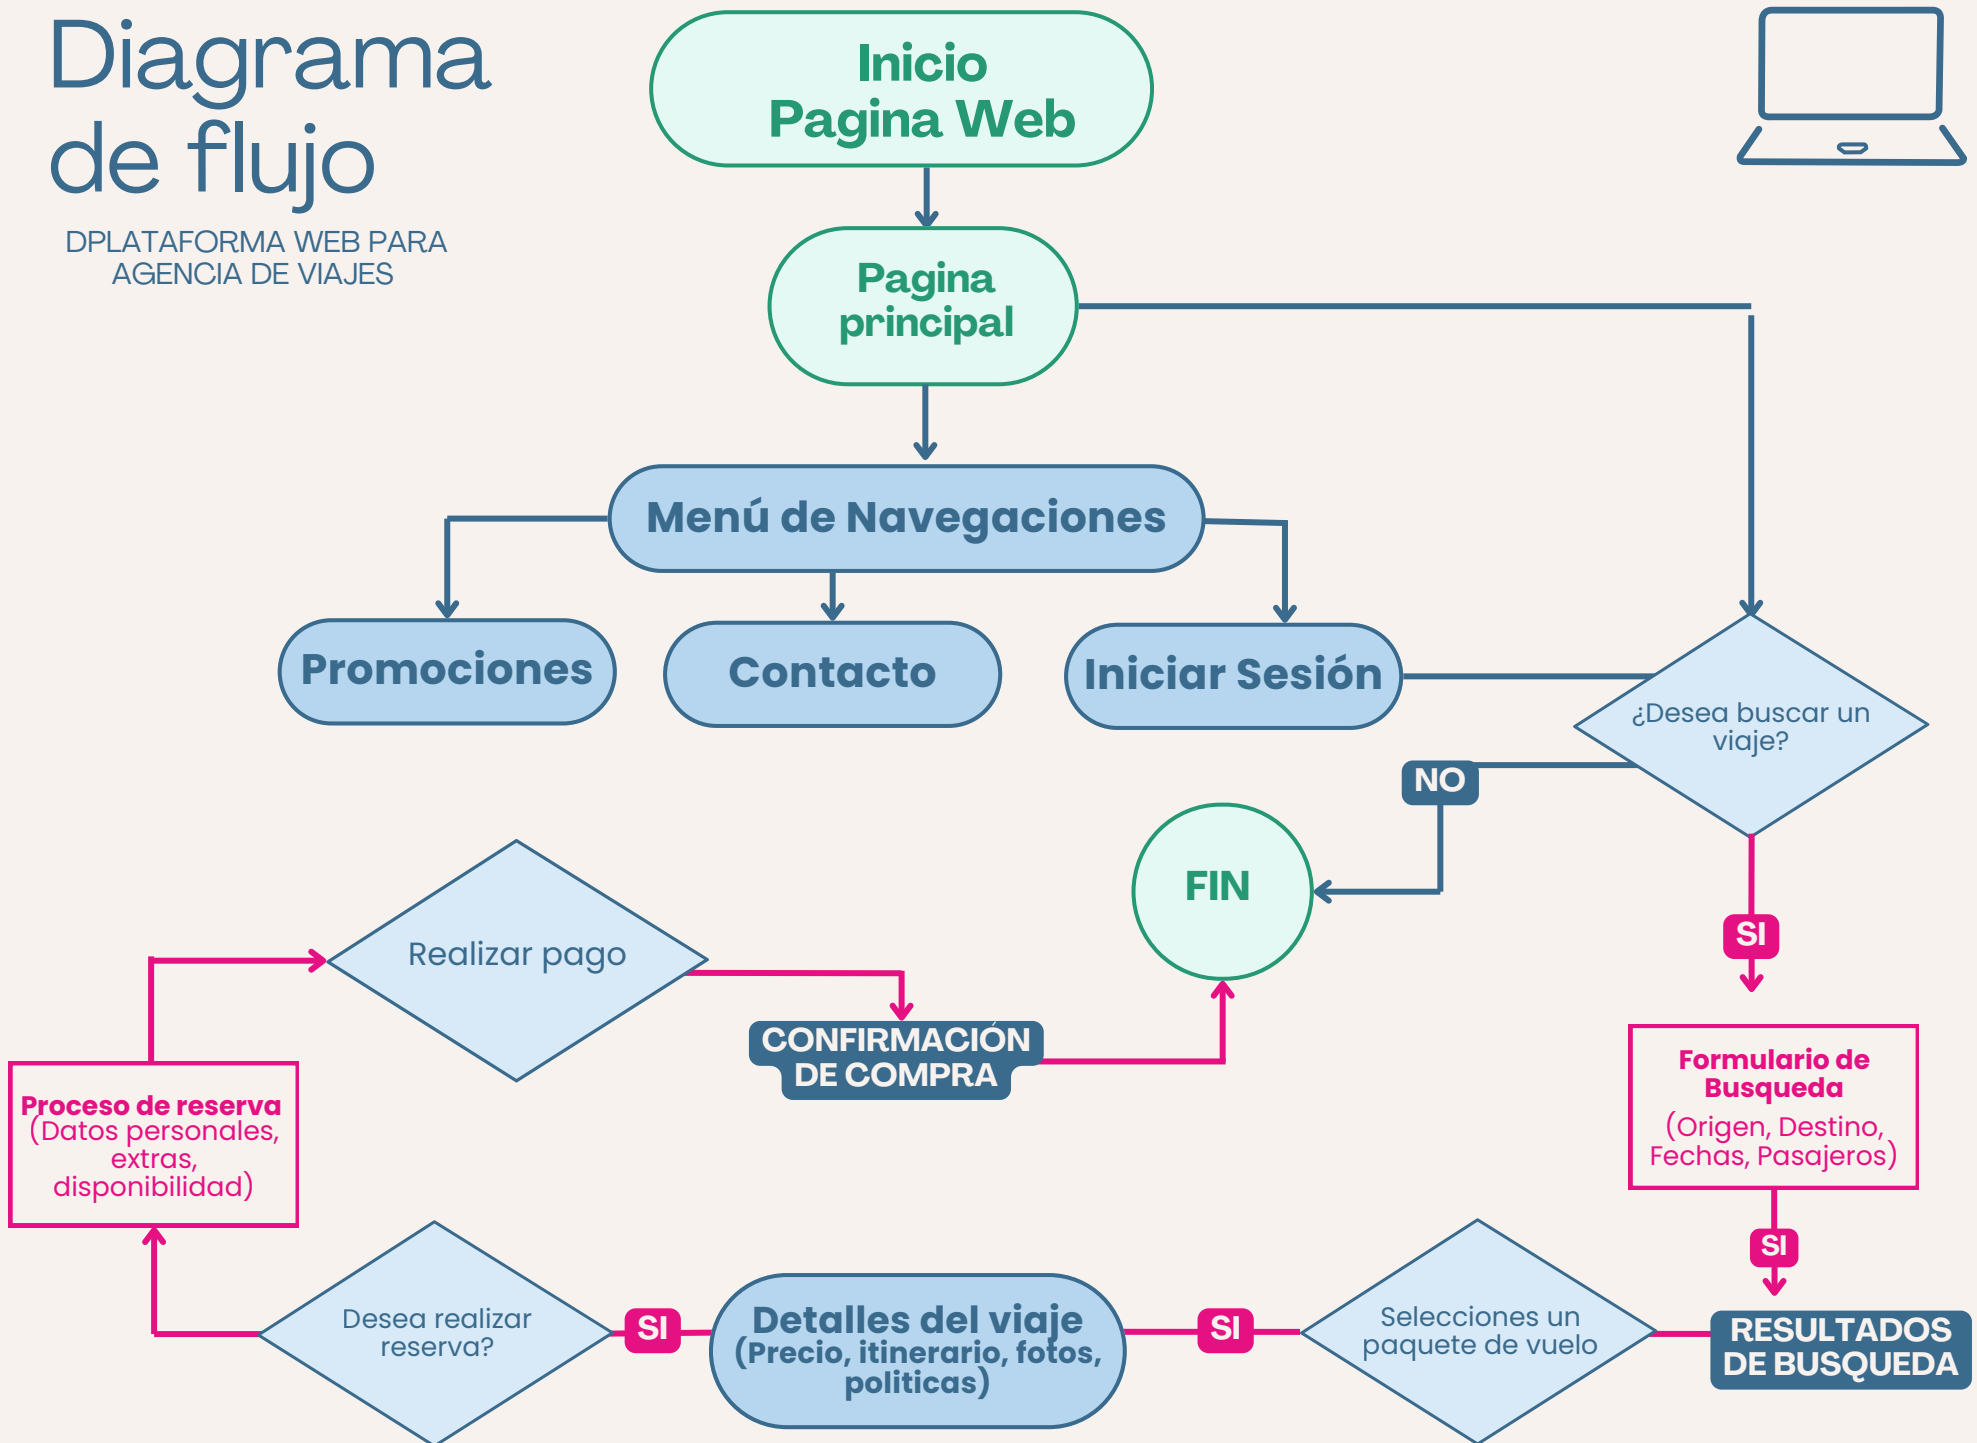 Diagrama
de flujo
DPLATAFORMA WEB PARA
AGENCIA DE VIAJES
Inicio
Pagina Web
Pagina
principal
Menú de Navegaciones
Promociones
Contacto
Iniciar Sesión
¿Desea buscar un
viaje?
NO
FIN
SI
Realizar pago
CONFIRMACIÓN
DE COMPRA
Formulario de
Busqueda
(Origen, Destino,
Fechas, Pasajeros)
Proceso de reserva
(Datos personales,
extras,
disponibilidad)
SI
Desea realizar
reserva?
SI
Detalles del viaje
(Precio, itinerario, fotos,
politicas)
SI
Selecciones un
paquete de vuelo
RESULTADOS
DE BUSQUEDA